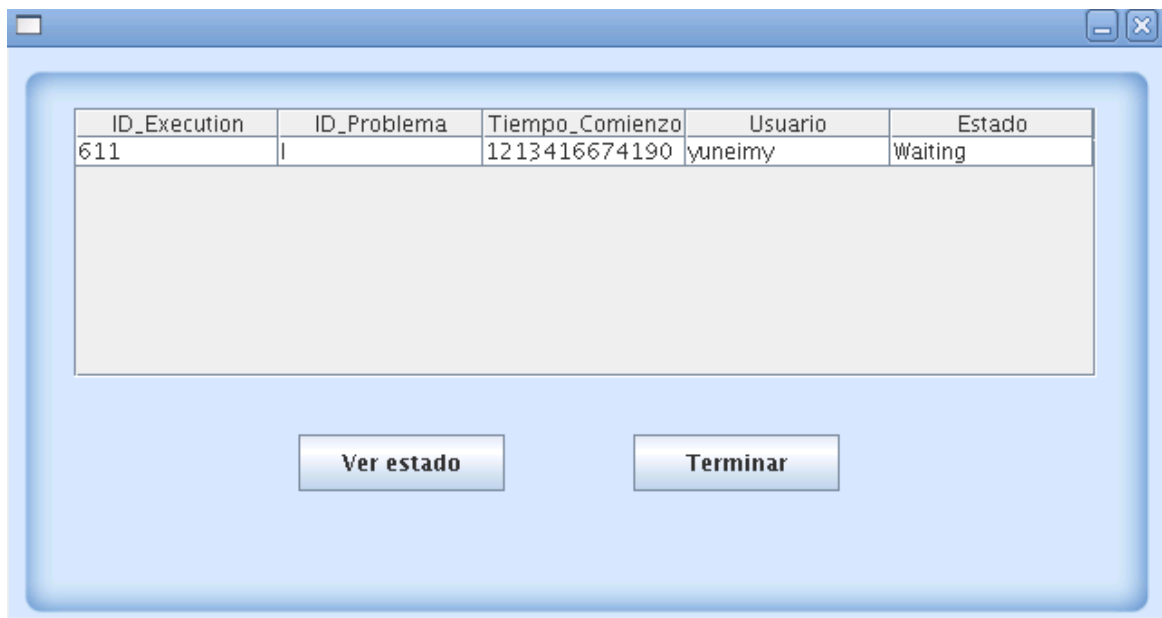 ID_Execution ID_Problema Tiempo_Comienzo Usuario Estado
611 l 1213416674190 yuneimy Waiting
Ver estado Terminar